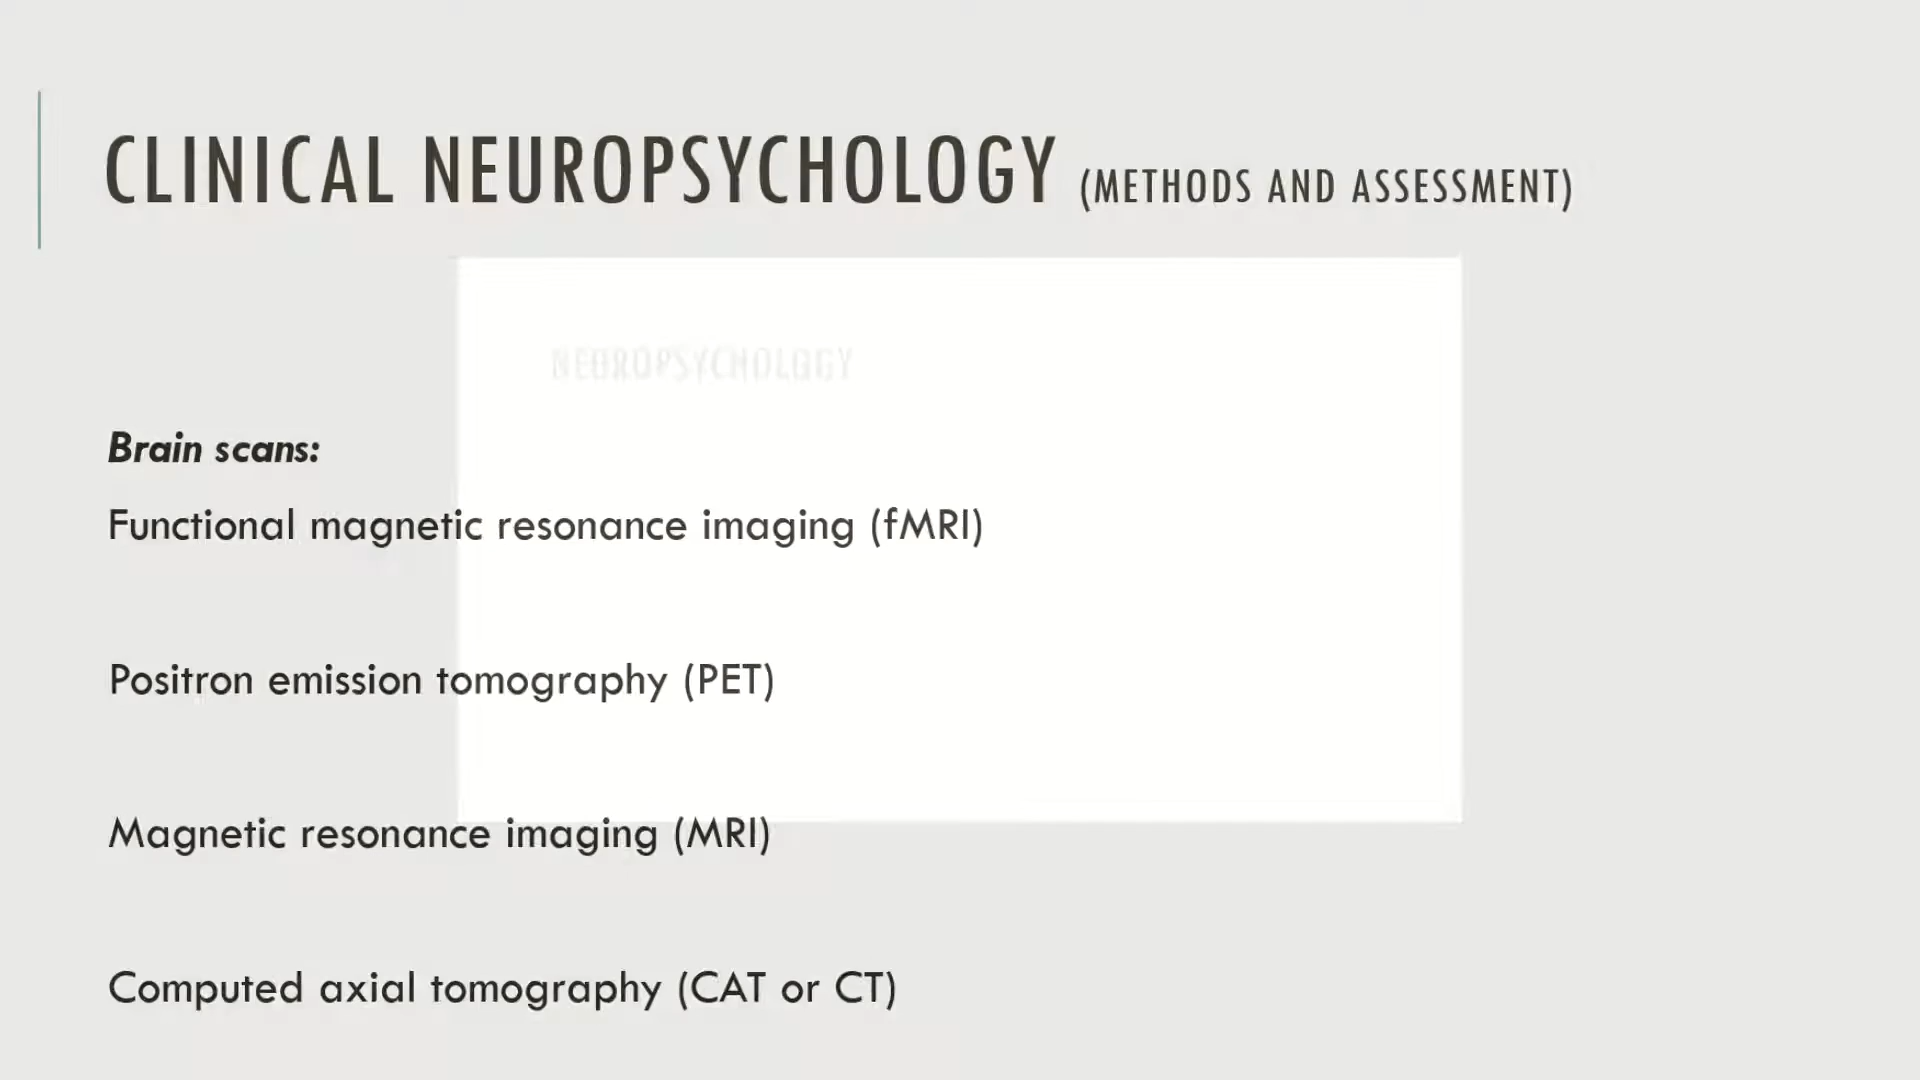 CLINICAL NEUROPSYCHOLOGY (METHODS AND ASSESSMENT)
NEUROPSYCHOLOGY
Brain scans:
Functional magnetic resonance imaging (fMRI)
Positron emission tomography (PET)
Magnetic resonance imaging (MRI)
Computed axial tomography (CAT or CT)